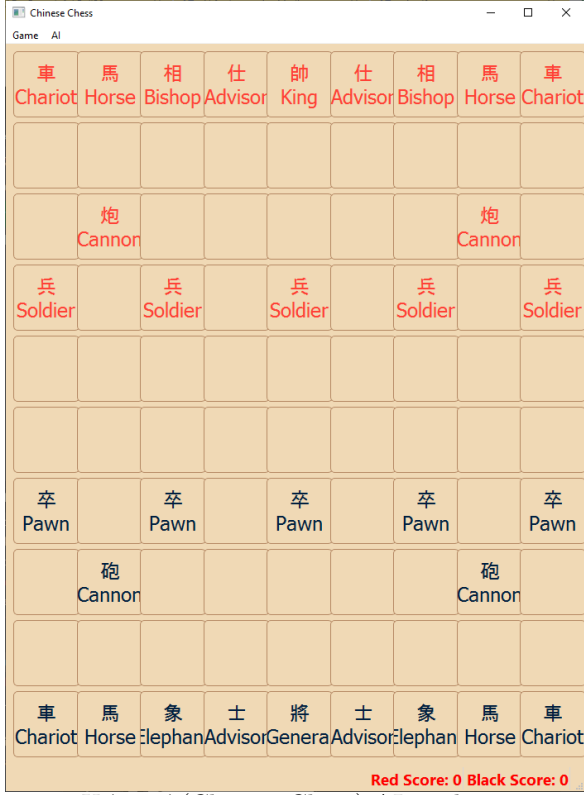 Chinese Chess
Game AI
車 馬 相 仕 帥 仕 相 馬 車
Chariot Horse Bishop Advisor King Advisor Bishop Horse Chariot
炮 炮
Cannon Cannon
兵 兵 兵 兵 兵
Soldier Soldier Soldier Soldier Soldier
卒 卒 卒 卒 卒
Pawn Pawn Pawn Pawn Pawn
砲 砲
Cannon Cannon
車 馬 象 士 將 士 象 馬 車
Chariot Horse Elephan Advisor Genera Advisor Elephan Horse Chariot
Red Score: 0 Black Score: 0